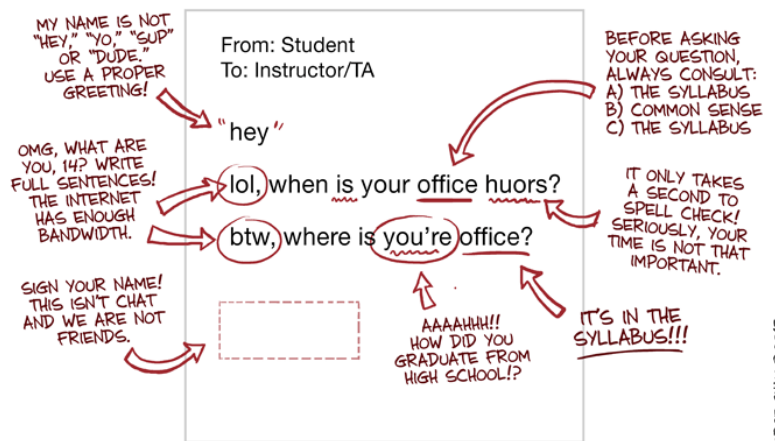 MY NAME IS NOT
"HEY," "YO," "SUP"
OR "DUDE."
USE A PROPER
GREETING!
From: Student
To: Instructor/TA
BEFORE ASKING
YOUR QUESTION,
ALWAYS CONSULT:
A) THE SYLLABUS
B) COMMON SENSE
C) THE SYLLABUS
"hey"
OMG, WHAT ARE
YOU, 14? WRITE
FULL SENTENCES!
THE INTERNET
HAS ENOUGH
BANDWIDTH.
lol, when is your office huors?
btw, where is you're office?
IT ONLY TAKES
A SECOND TO
SPELL CHECK!
SERIOUSLY, YOUR
TIME IS NOT THAT
IMPORTANT.
SIGN YOUR NAME!
THIS ISN'T CHAT
AND WE ARE NOT
FRIENDS.
AAAAHHH!!
HOW DID YOU
GRADUATE FROM
HIGH SCHOOL!?
IT'S IN THE
SYLLABUS!!!